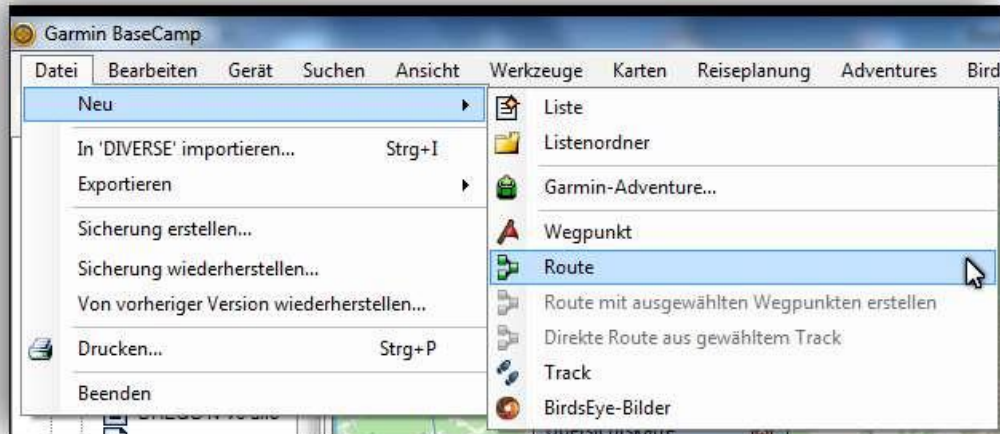 Garmin BaseCamp
Datei Bearbeiten Gerät Suchen Ansicht Werkzeuge Karten Reiseplanung Adventures Bird
Neu
In 'DIVERSE' importieren... Strg+I
Exportieren
Sicherung erstellen...
Sicherung wiederherstellen...
Von vorheriger Version wiederherstellen...
Drucken... Strg+P
Beenden
Liste
Listenordner
Garmin-Adventure...
Wegpunkt
Route
Route mit ausgewählten Wegpunkten erstellen
Direkte Route aus gewähltem Track
Track
BirdsEye-Bilder